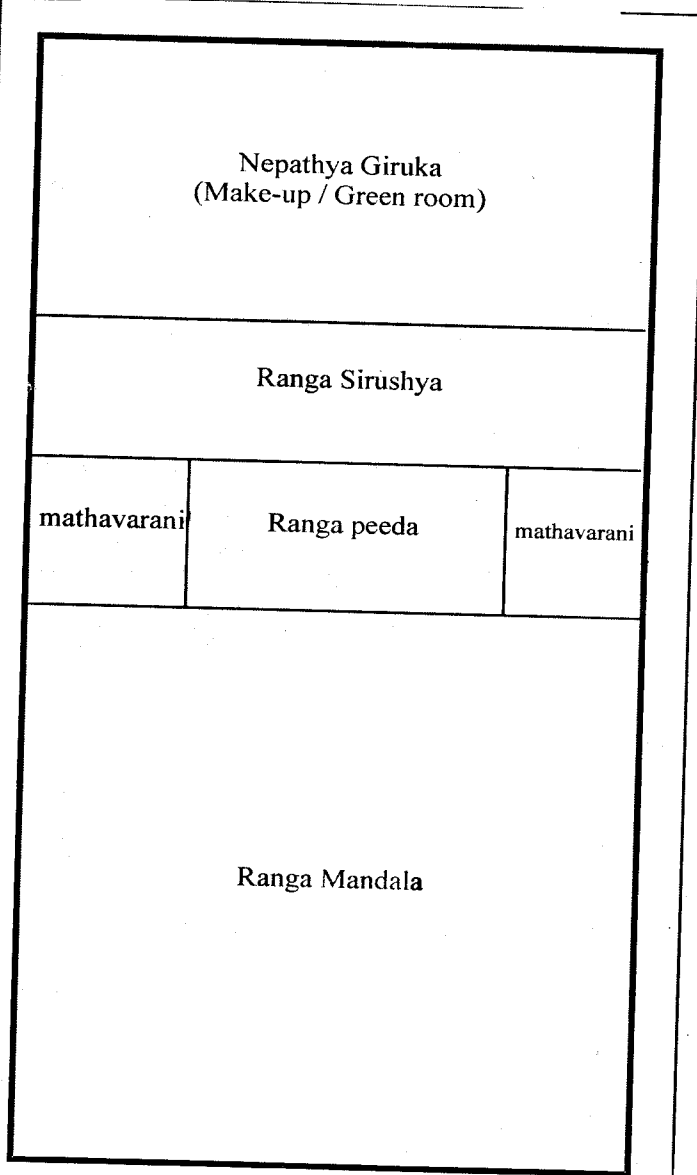 Nepathya Giruka
(Make-up / Green room)
Ranga Sirushya
mathavarani
Ranga peeda
mathavarani
Ranga Mandala